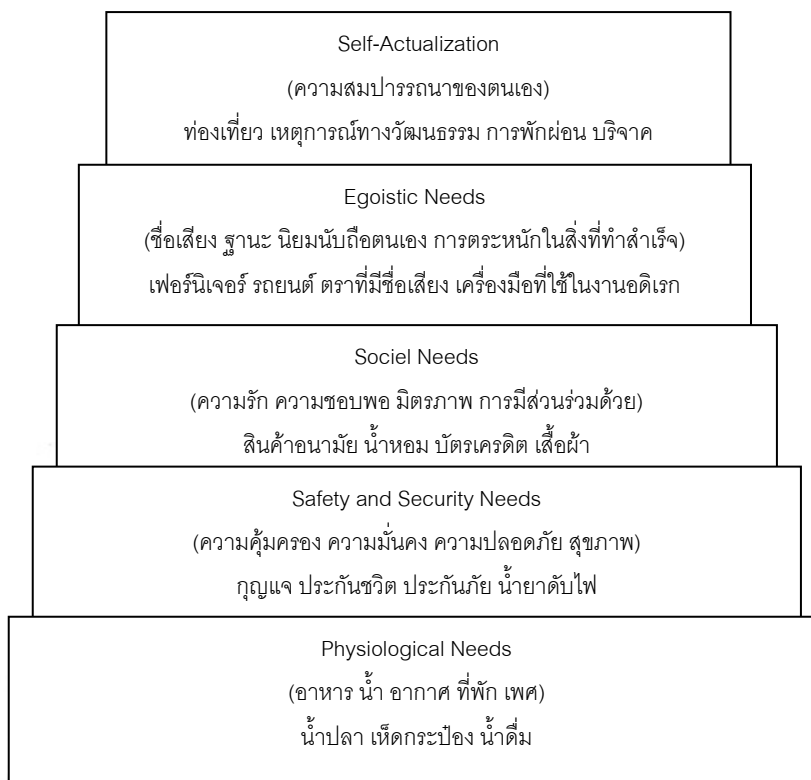 Self-Actualization
(ความสมปารรถนาของตนเอง)
ท่องเที่ยว เหตุการณ์ทางวัฒนธรรม การพักผ่อน บริจาค
Egoistic Needs
(ชื่อเสียง ฐานะ นิยมนับถือตนเอง การตระหนักในสิ่งที่ทำสำเร็จ)
เฟอร์นิเจอร์ รถยนต์ ตราที่มีชื่อเสียง เครื่องมือที่ใช้ในงานอดิเรก
Sociel Needs
(ความรัก ความชอบพอ มิตรภาพ การมีส่วนร่วมด้วย)
สินค้าอนามัย น้ำหอม บัตรเครดิต เสื้อผ้า
Safety and Security Needs
(ความคุ้มครอง ความมั่นคง ความปลอดภัย สุขภาพ)
กุญแจ ประกันชวิต ประกันภัย น้ำยาดับไฟ
Physiological Needs
(อาหาร น้ำ อากาศ ที่พัก เพศ)
น้ำปลา เห็ดกระป๋อง น้ำดื่ม